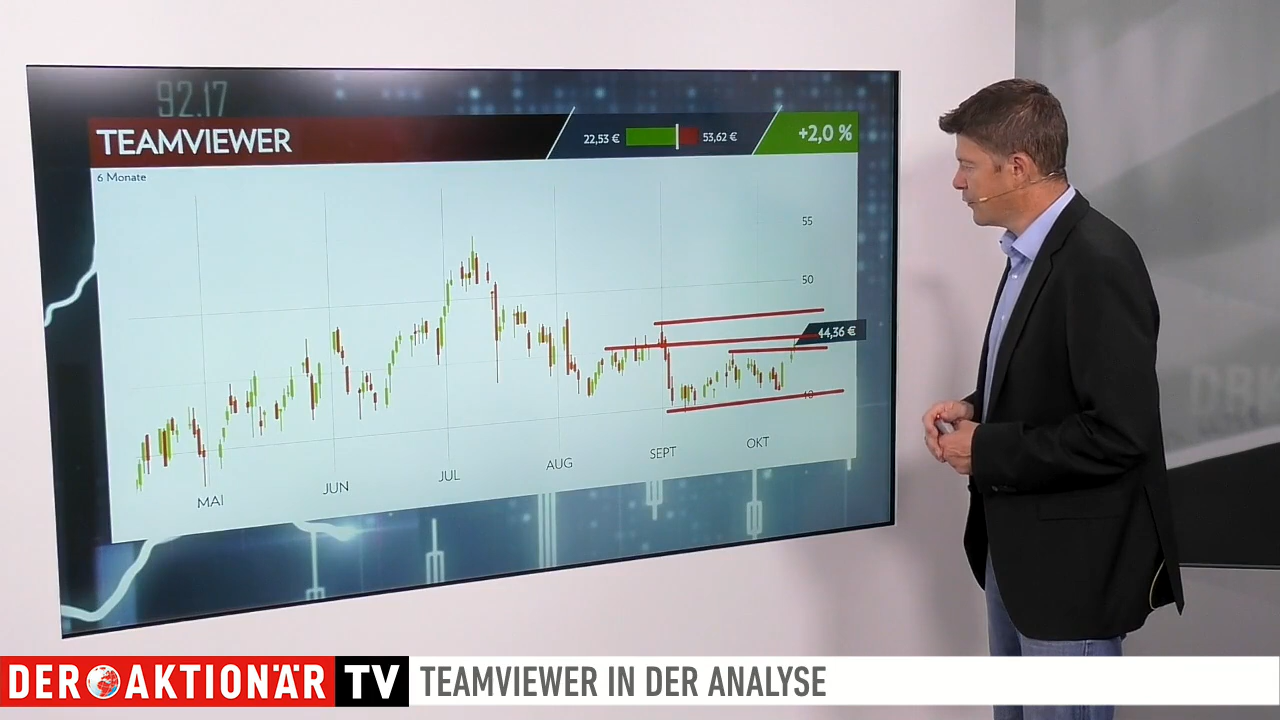 92.17
TEAMVIEWER
22,53 €
53,62 €
+2,0 %
6 Monate
55
50
44,36 €
MAI
JUN
JUL
AUG
SEPT
OKT
DER AKTIONÄR TV
TEAMVIEWER IN DER ANALYSE